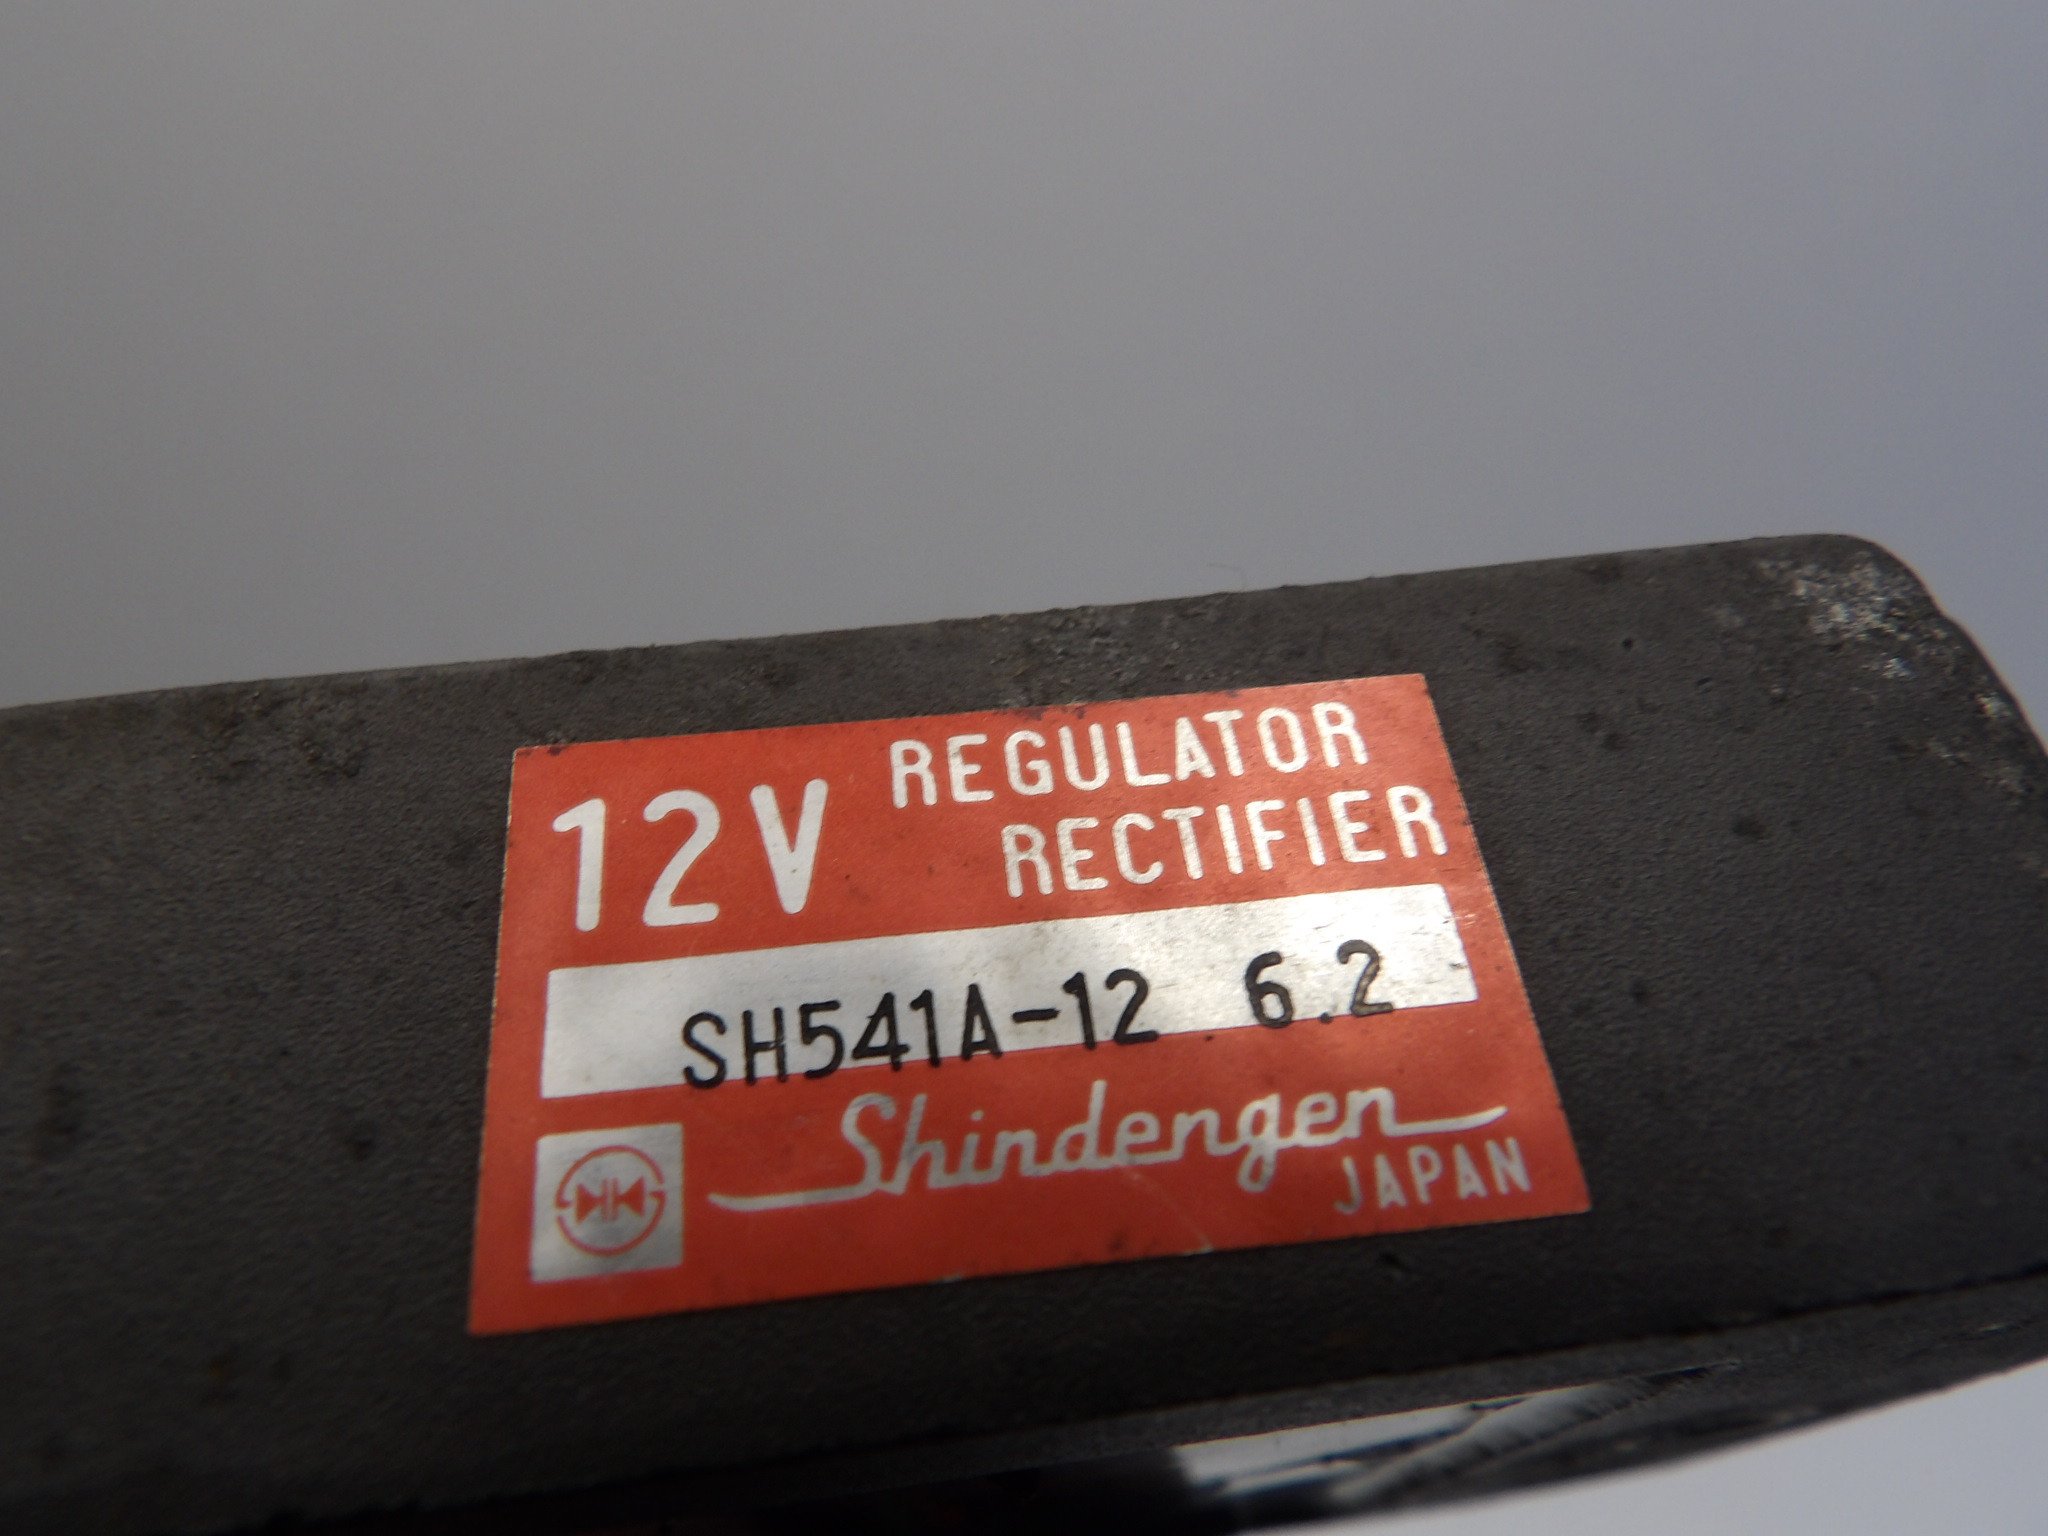 12V REGULATOR
RECTIFIER
SH541A-12 6.2
Shindengen
JAPAN